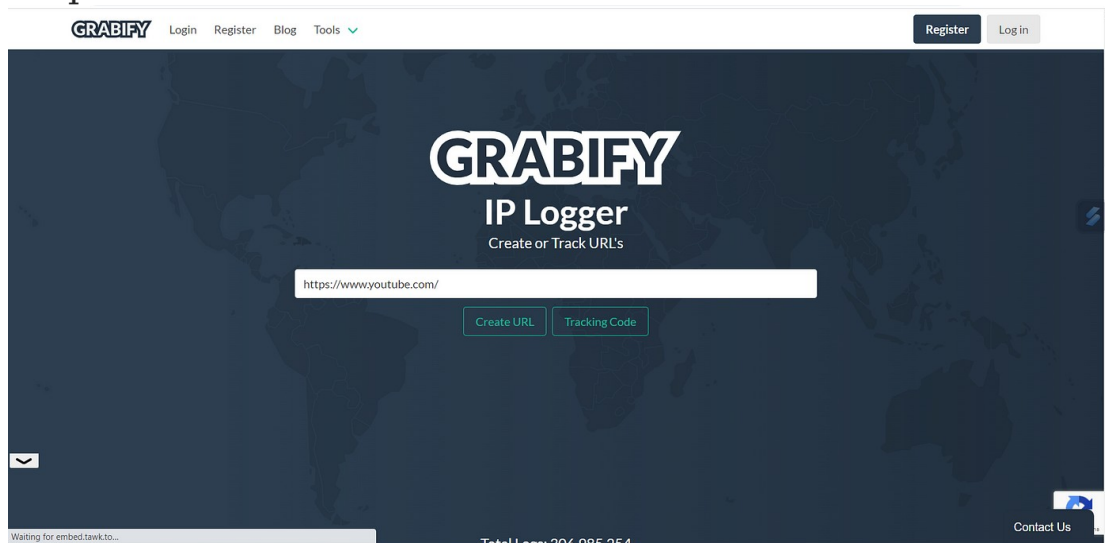 GRABIFY Login Register Blog Tools Register Log in
GRABIFY
IP Logger
Create or Track URL's
https://www.youtube.com/
Create URL Tracking Code
Contact Us
Waiting for embed.tawk.to...